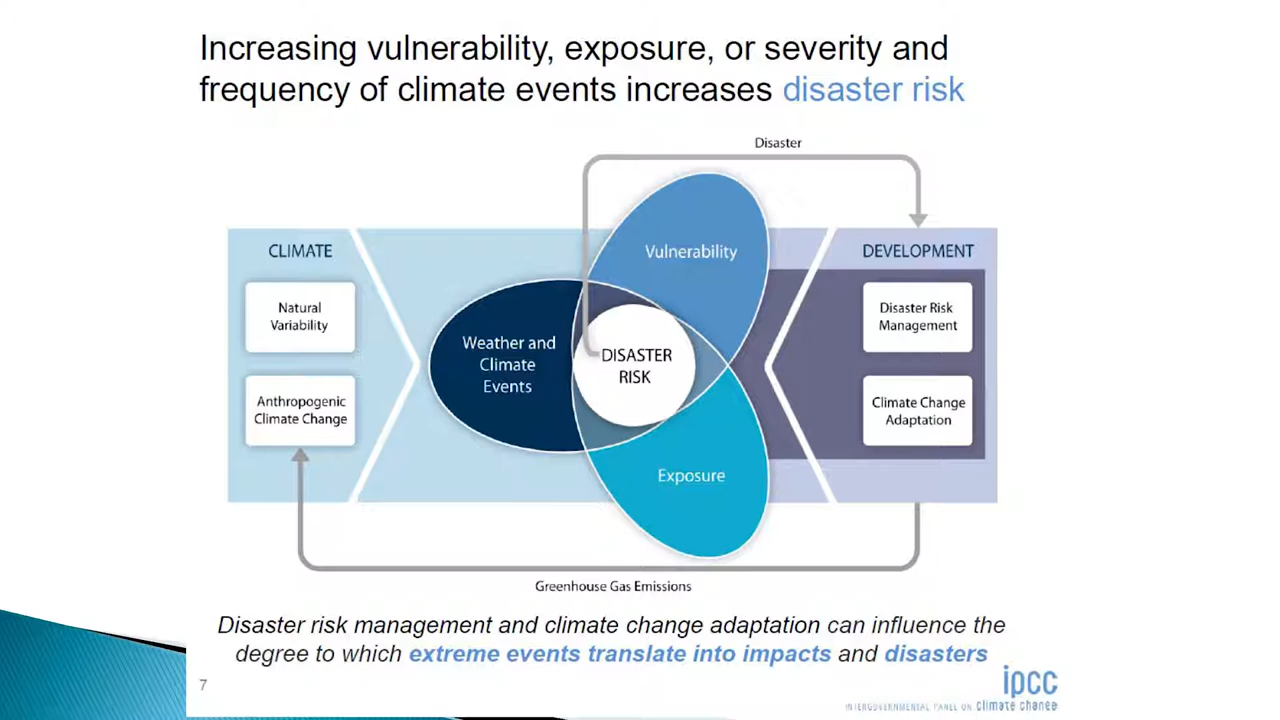 Increasing vulnerability, exposure, or severity and
frequency of climate events increases disaster risk
Disaster
CLIMATE
Natural
Variability
Anthropogenic
Climate Change
Weather and
Climate
Events
Vulnerability
DISASTER
RISK
Exposure
DEVELOPMENT
Disaster Risk
Management
Climate Change
Adaptation
Greenhouse Gas Emissions
Disaster risk management and climate change adaptation can influence the
degree to which extreme events translate into impacts and disasters
7
ipcc
INTERGOVERNMENTAL PANEL ON climate change